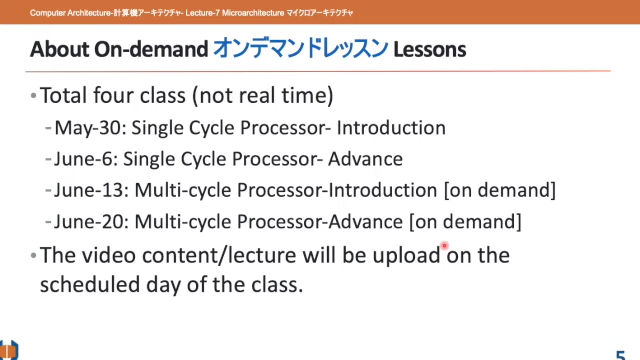 Computer Architecture-計算機アーキテクチャ- Lecture-7 Microarchitecture マイクロアーキテクチャ
About On-demand オンデマンドレッスン Lessons
•Total four class (not real time)
-May-30: Single Cycle Processor- Introduction
-June-6: Single Cycle Processor- Advance
-June-13: Multi-cycle Processor-Introduction [on demand]
-June-20: Multi-cycle Processor-Advance [on demand]
•The video content/lecture will be upload on the
scheduled day of the class.
5